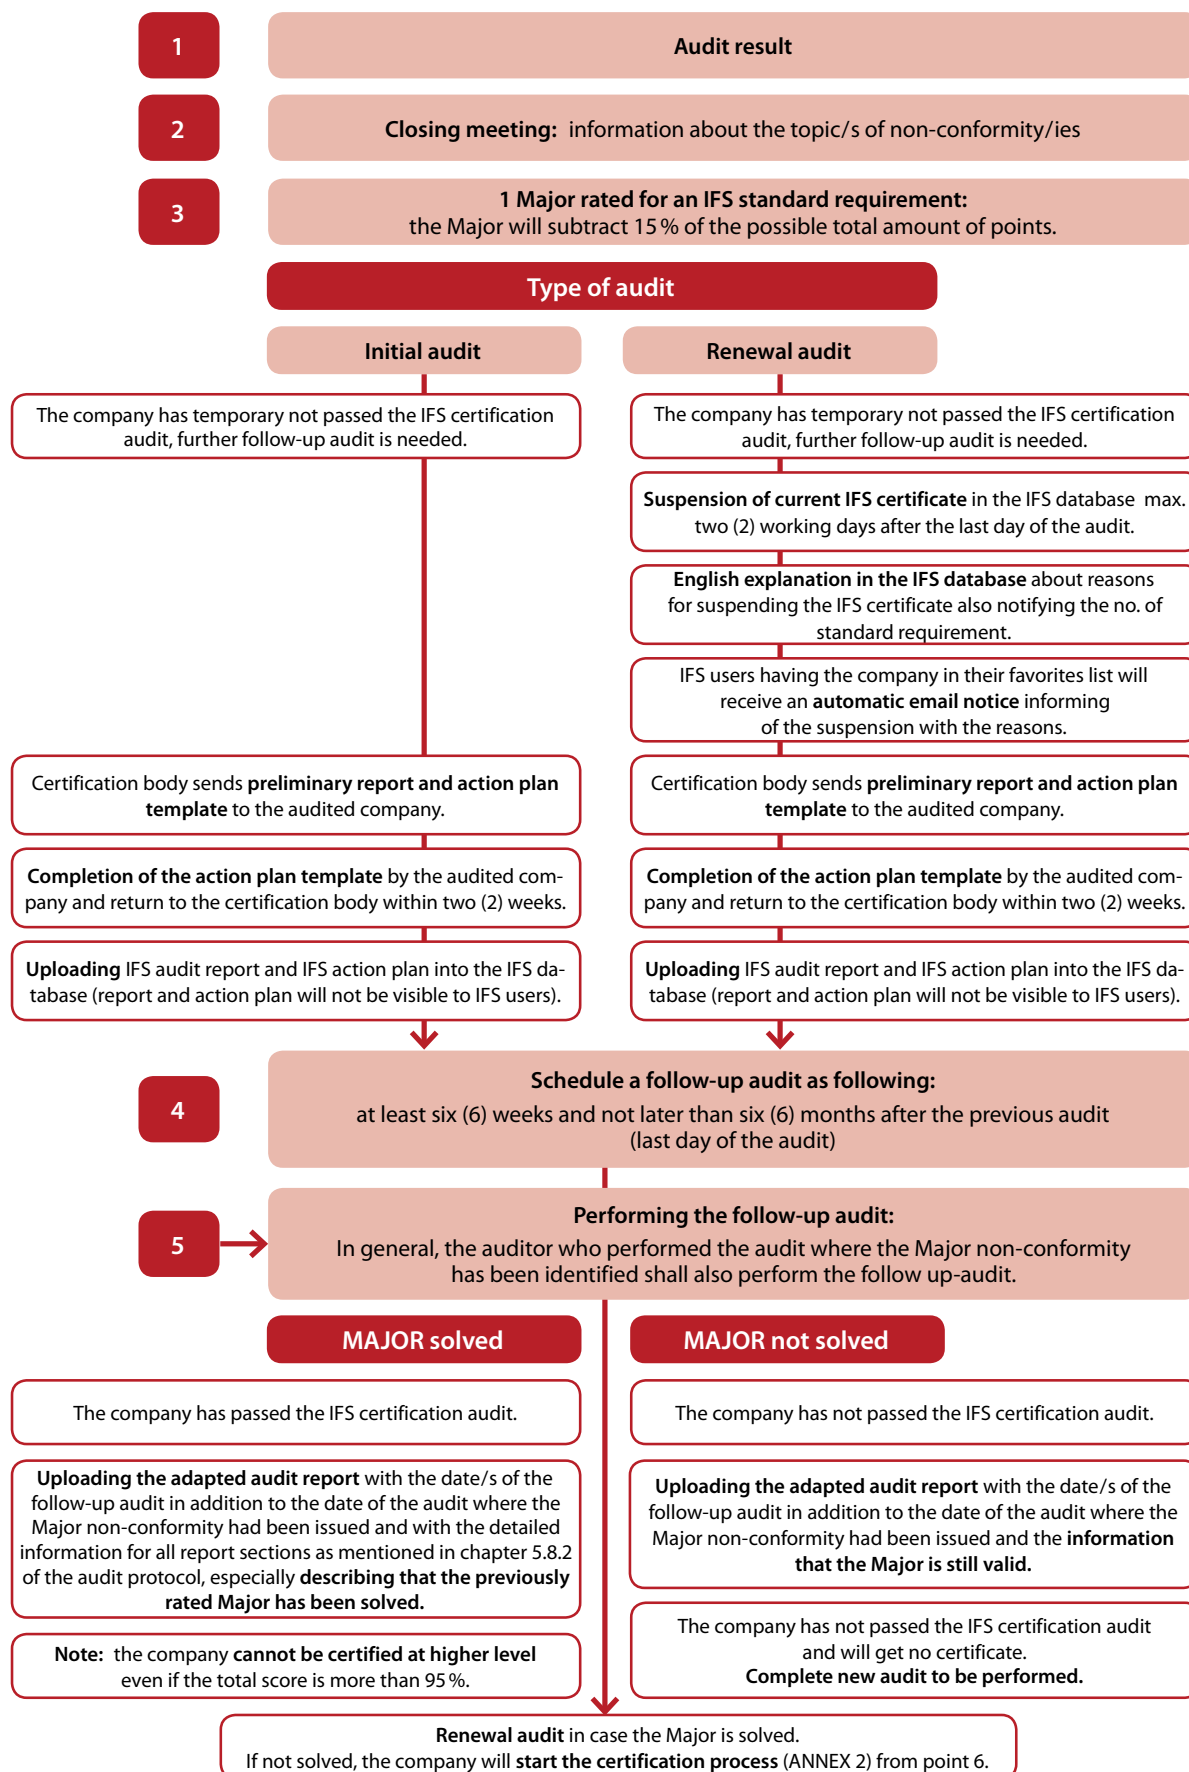 1
Audit result
2
Closing meeting: information about the topic/s of non-conformity/ies
3
1 Major rated for an IFS standard requirement:
the Major will subtract 15 % of the possible total amount of points.
Type of audit
Initial audit
Renewal audit
The company has temporary not passed the IFS certification
audit, further follow-up audit is needed.
The company has temporary not passed the IFS certification
audit, further follow-up audit is needed.
Suspension of current IFS certificate in the IFS database max.
two (2) working days after the last day of the audit.
English explanation in the IFS database about reasons
for suspending the IFS certificate also notifying the no. of
standard requirement.
IFS users having the company in their favorites list will
receive an automatic email notice informing
of the suspension with the reasons.
Certification body sends preliminary report and action plan
template to the audited company.
Certification body sends preliminary report and action plan
template to the audited company.
Completion of the action plan template by the audited com-
pany and return to the certification body within two (2) weeks.
Completion of the action plan template by the audited com-
pany and return to the certification body within two (2) weeks.
Uploading IFS audit report and IFS action plan into the IFS da-
tabase (report and action plan will not be visible to IFS users).
Uploading IFS audit report and IFS action plan into the IFS da-
tabase (report and action plan will not be visible to IFS users).
4
Schedule a follow-up audit as following:
at least six (6) weeks and not later than six (6) months after the previous audit
(last day of the audit)
5
Performing the follow-up audit:
In general, the auditor who performed the audit where the Major non-conformity
has been identified shall also perform the follow up-audit.
MAJOR solved
MAJOR not solved
The company has passed the IFS certification audit.
The company has not passed the IFS certification audit.
Uploading the adapted audit report with the date/s of the
follow-up audit in addition to the date of the audit where the
Major non-conformity had been issued and with the detailed
information for all report sections as mentioned in chapter 5.8.2
of the audit protocol, especially describing that the previously
rated Major has been solved.
Uploading the adapted audit report with the date/s of the
follow-up audit in addition to the date of the audit where the
Major non-conformity had been issued and the information
that the Major is still valid.
Note: the company cannot be certified at higher level
even if the total score is more than 95 %.
The company has not passed the IFS certification audit
and will get no certificate.
Complete new audit to be performed.
Renewal audit in case the Major is solved.
If not solved, the company will start the certification process (ANNEX 2) from point 6.